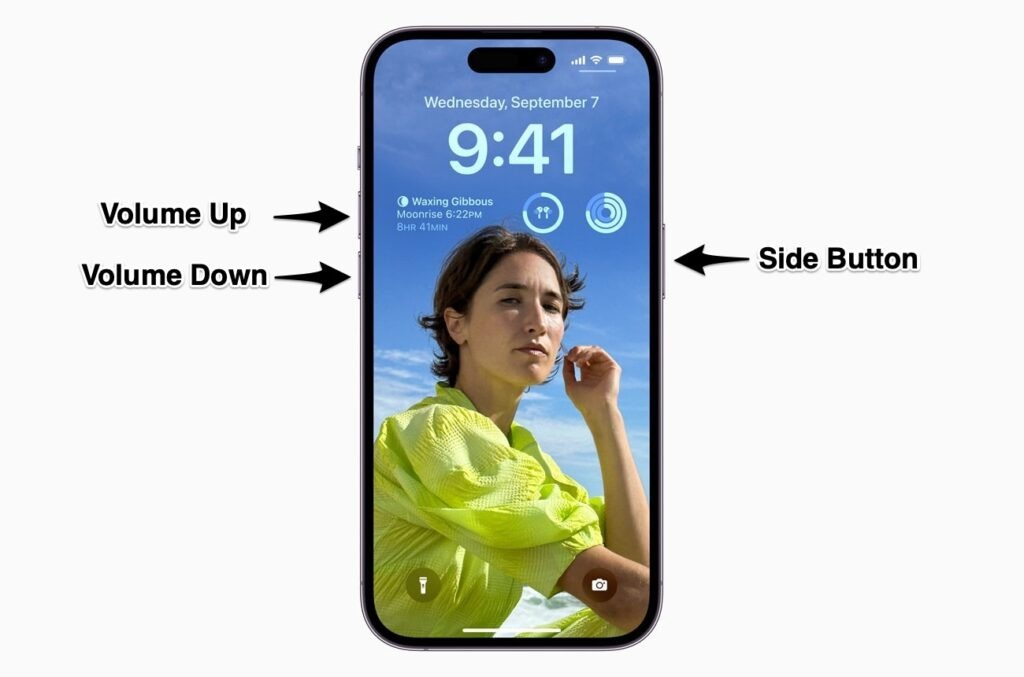 Wednesday, September 7
9:41
Waxing Gibbous
Moonrise 6:22PM
8HR 41MIN
Volume Up
Volume Down
Side Button